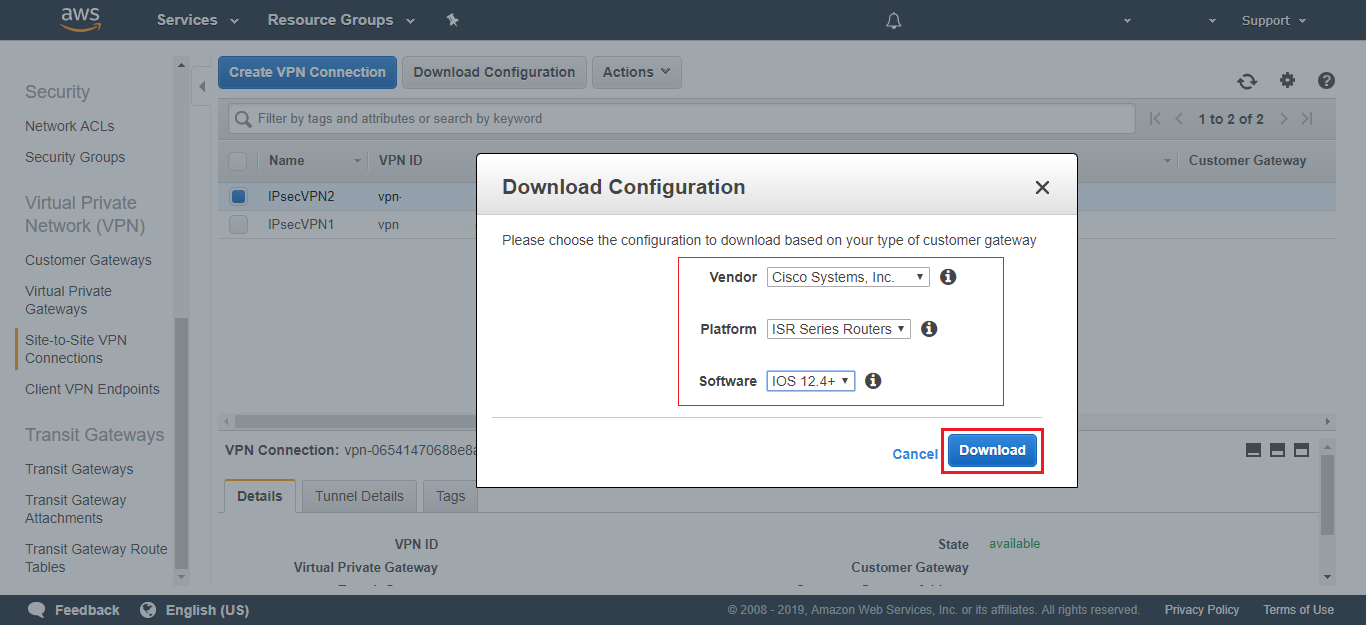 aws
Services
Resource Groups
Support
Security
Network ACLs
Security Groups
Virtual Private
Network (VPN)
Customer Gateways
Virtual Private
Gateways
Site-to-Site VPN
Connections
Client VPN Endpoints
Transit Gateways
Transit Gateways
Transit Gateway
Attachments
Transit Gateway Route
Tables
Create VPN Connection
Download Configuration
Actions
Filter by tags and attributes or search by keyword
1 to 2 of 2
Name
VPN ID
Customer Gateway
IPsecVPN2
vpn-
IPsecVPN1
vpn
Download Configuration
Please choose the configuration to download based on your type of customer gateway
Vendor
Cisco Systems, Inc.
Platform
ISR Series Routers
Software
IOS 12.4+
Cancel
Download
VPN Connection: vpn-06541470688e8a
Details
Tunnel Details
Tags
VPN ID
State
available
Virtual Private Gateway
Customer Gateway
Feedback
English (US)
© 2008 - 2019, Amazon Web Services, Inc. or its affiliates. All rights reserved.
Privacy Policy
Terms of Use